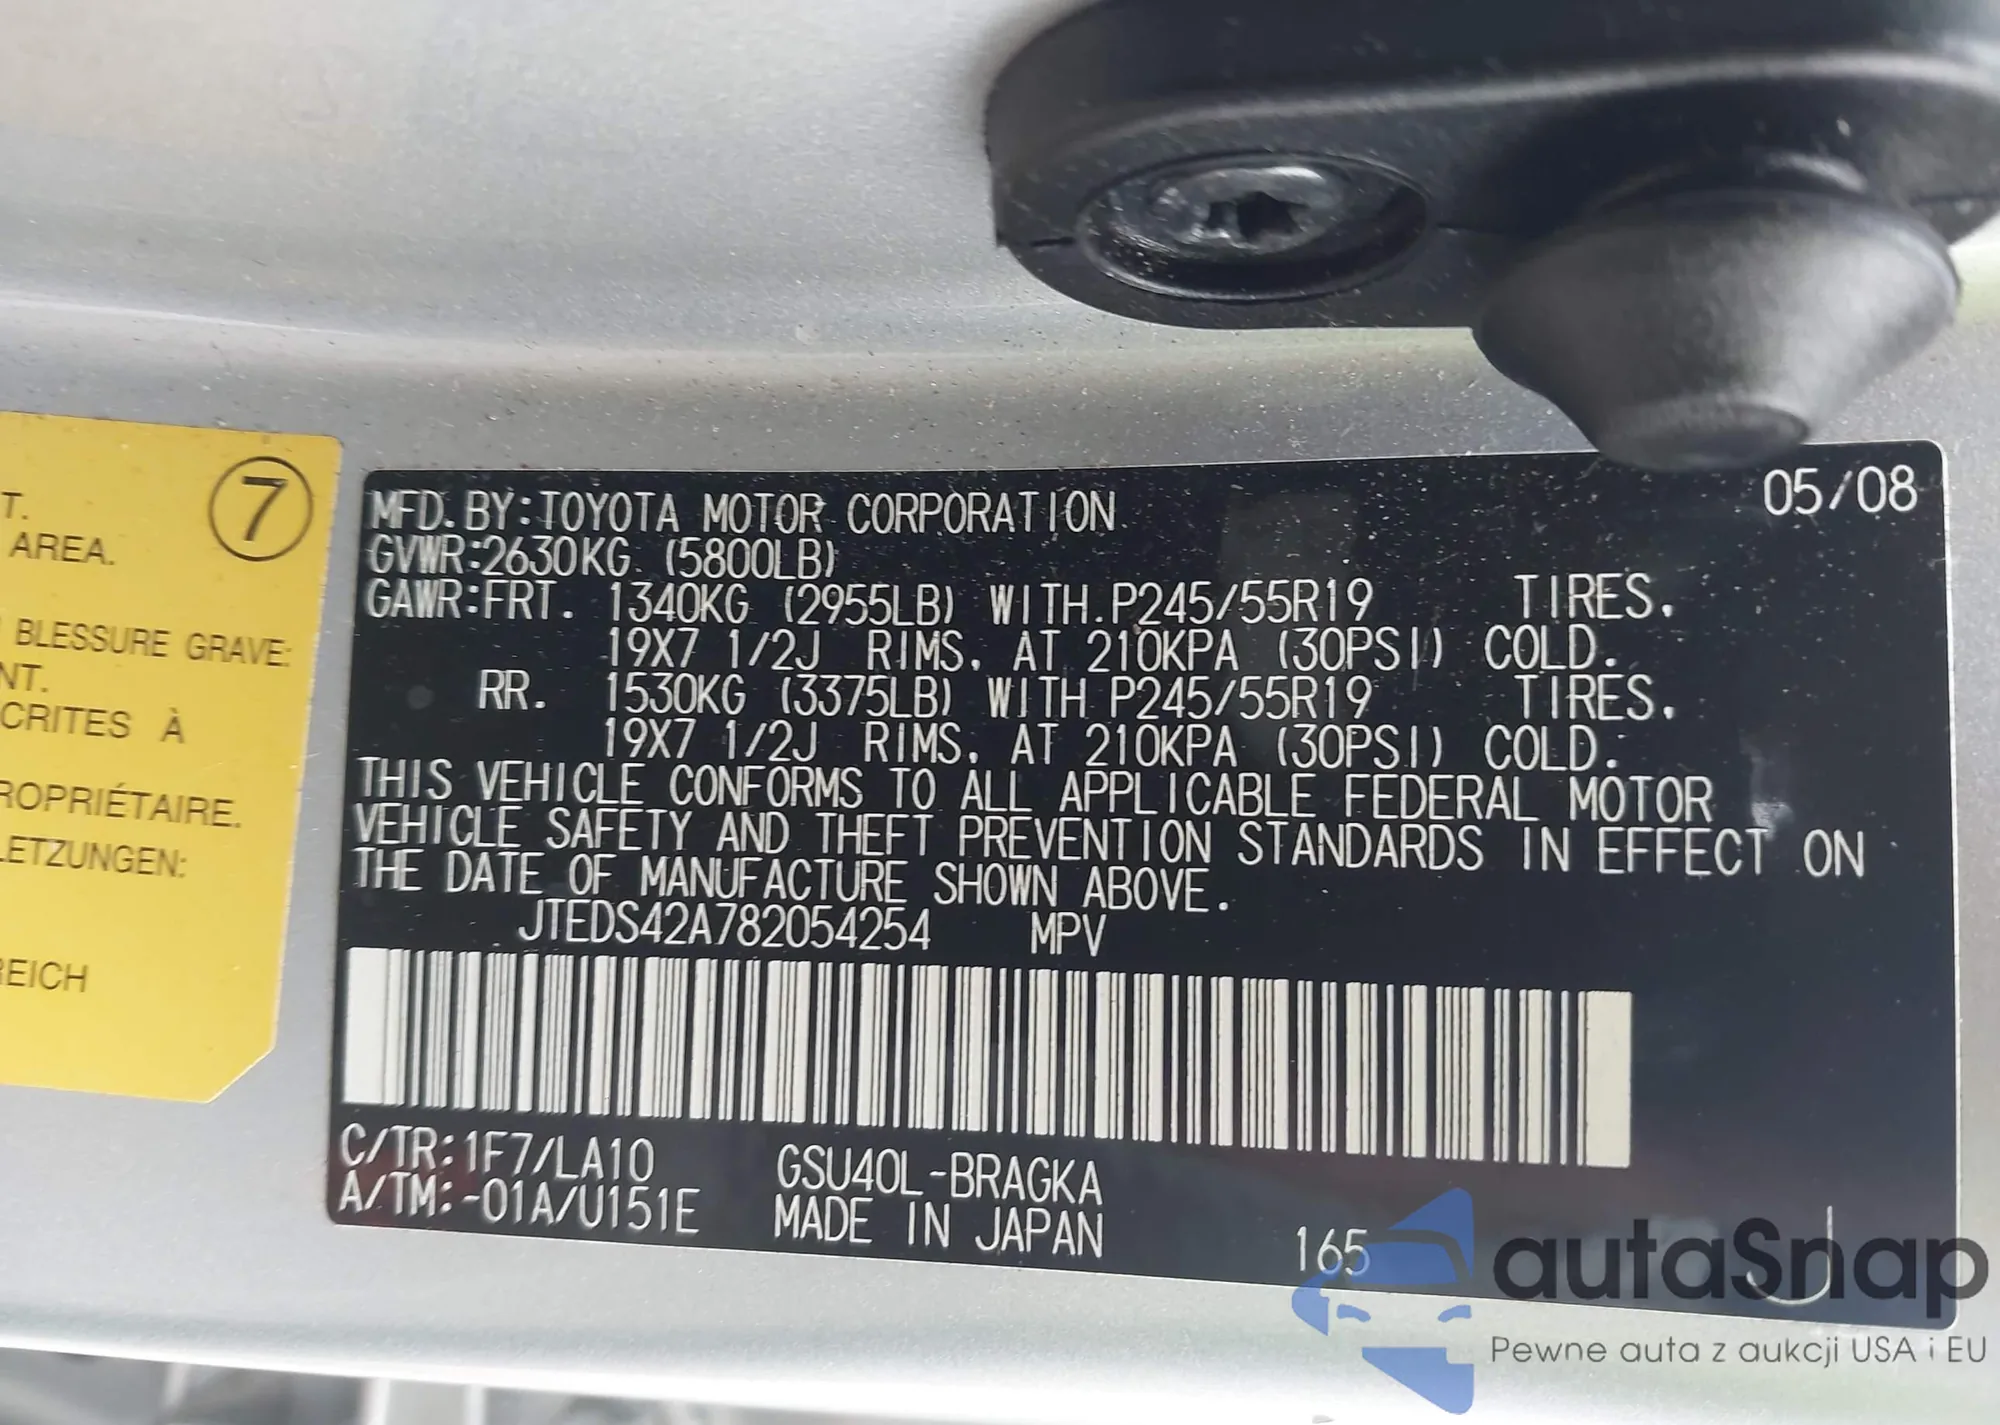 7
T.
AREA.
BLESSURE GRAVE:
NT.
CRITES À
ROPRIÉTAIRE.
LETZUNGEN:
REICH
05/08
MFD. BY: TOYOTA MOTOR CORPORATION
GVWR:2630KG (5800LB)
GAWR:FRT. 1340KG (2955LB) WITH P245/55R19 TIRES,
19X7 1/2J RIMS, AT 210KPA (30PSI) COLD.
RR. 1530KG (3375LB) WITH P245/55R19 TIRES,
19X7 1/2J RIMS, AT 210KPA (30PSI) COLD.
THIS VEHICLE CONFORMS TO ALL APPLICABLE FEDERAL MOTOR
VEHICLE SAFETY AND THEFT PREVENTION STANDARDS IN EFFECT ON
THE DATE OF MANUFACTURE SHOWN ABOVE.
JTEDS42A782054254 MPV
C/TR:1F7/LA10 GSU40L-BRAGKA
A/TM:-01A/U151E MADE IN JAPAN
165 J
autaSnap
Pewne auta z aukcji USA i EU